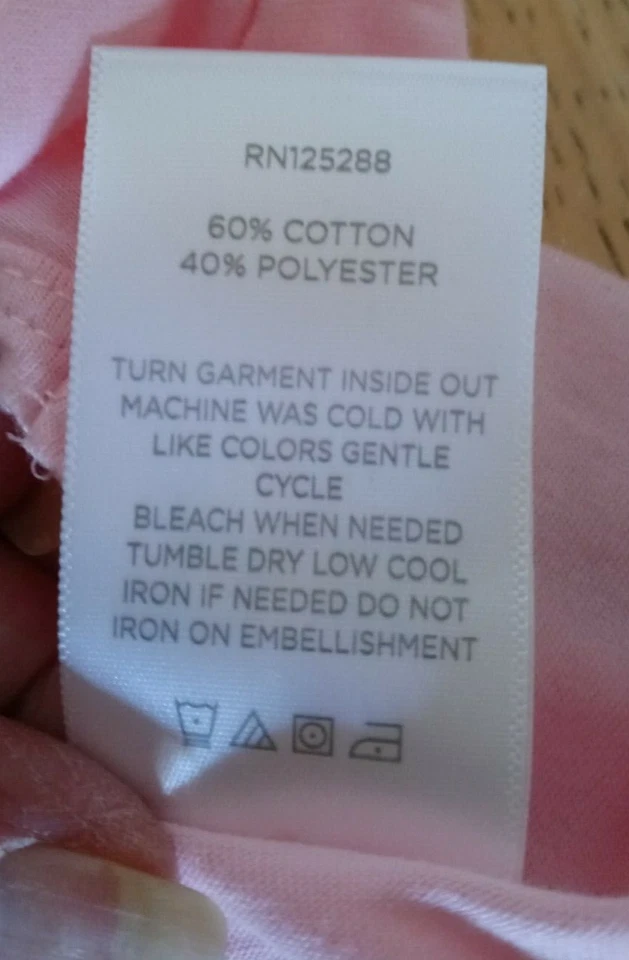 RN125288
60% COTTON
40% POLYESTER
TURN GARMENT INSIDE OUT
MACHINE WAS COLD WITH
LIKE COLORS GENTLE
CYCLE
BLEACH WHEN NEEDED
TUMBLE DRY LOW COOL
IRON IF NEEDED DO NOT
IRON ON EMBELLISHMENT